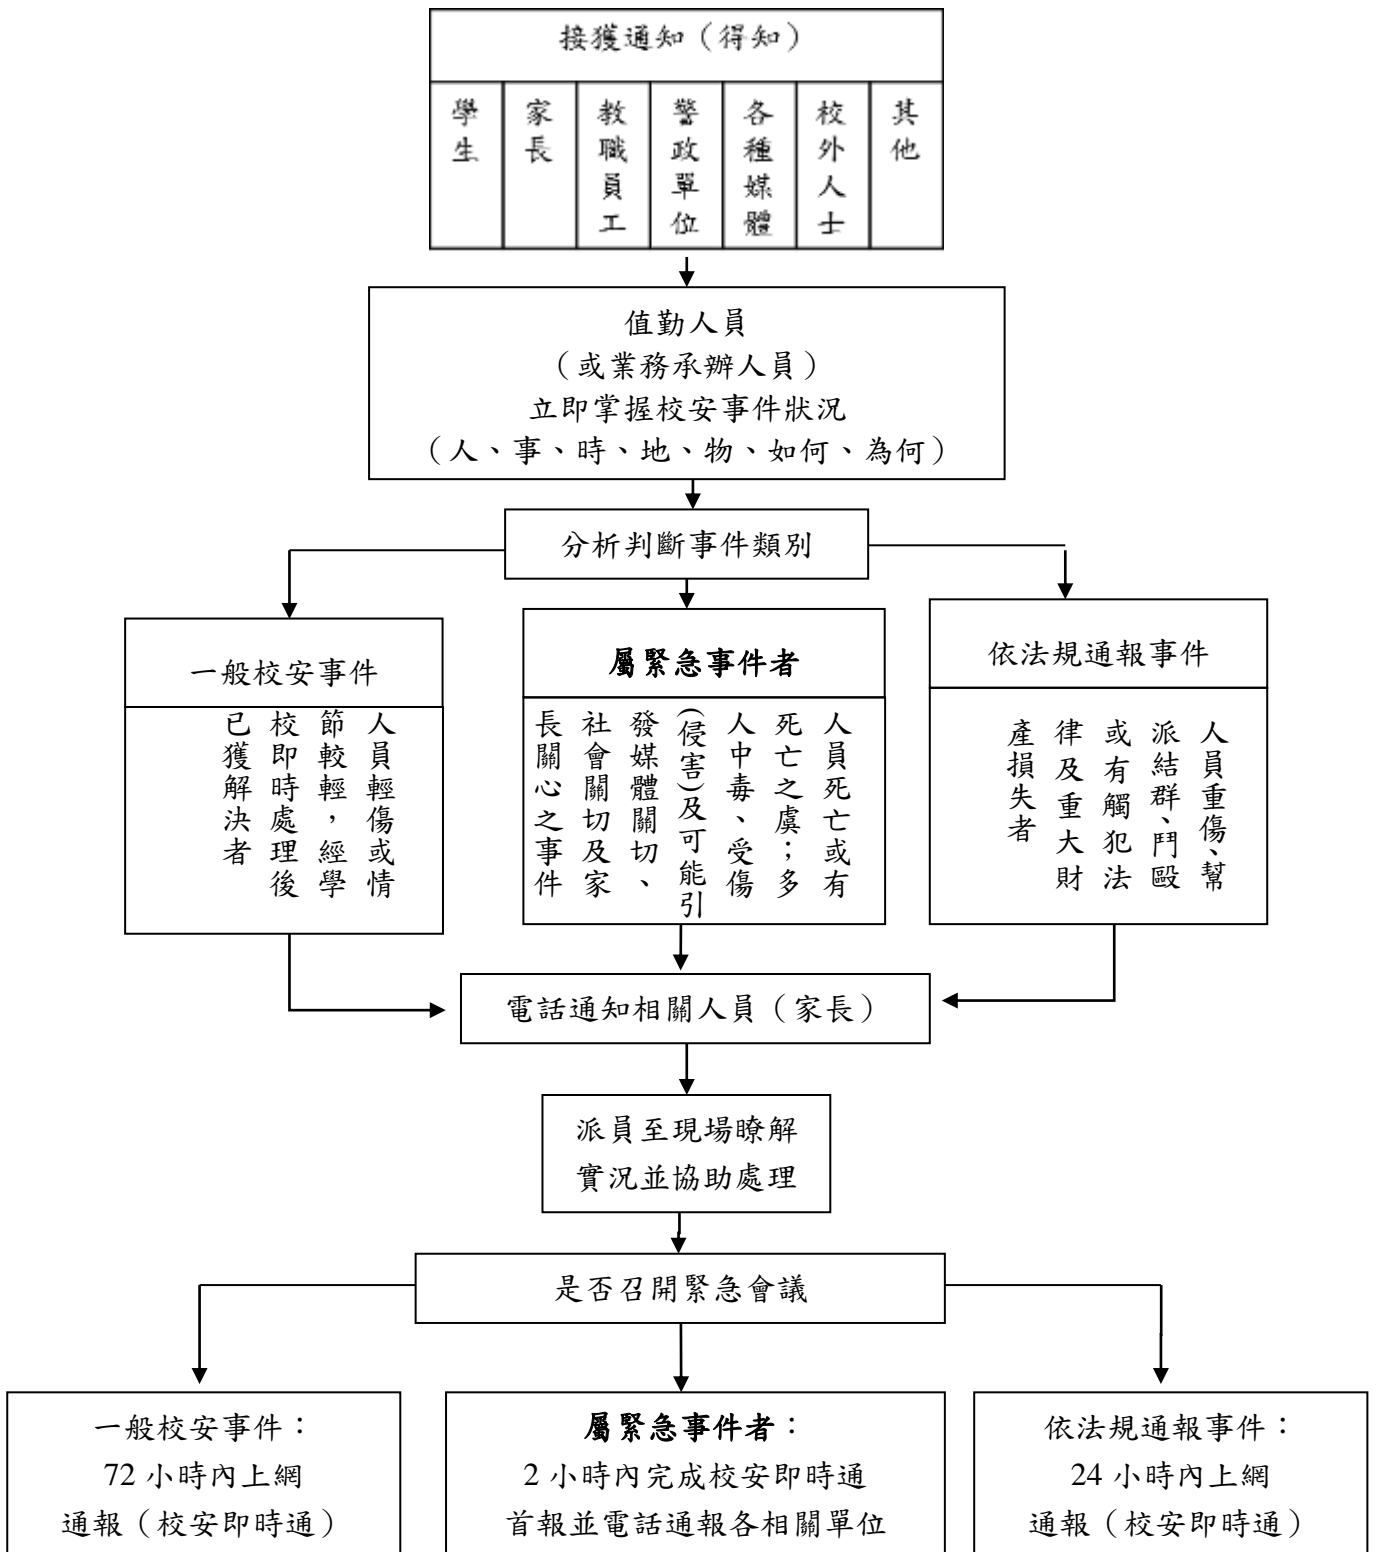 接獲通知（得知）
學生
家長
教職員工
警政單位
各種媒體
校外人士
其他
值勤人員
（或業務承辦人員）
立即掌握校安事件狀況
（人、事、時、地、物、如何、為何）
分析判斷事件類別
一般校安事件
人員輕傷或情
節較輕，經學
校即時處理後
已獲解決者
屬緊急事件者
人員死亡或有
死亡之虞；多
人中毒、受傷
(侵害)及可能引
發媒體關切、
社會關切及家
長關心之事件
依法規通報事件
人員重傷、幫
派結群、鬥毆
或有觸犯法
律及重大財
產損失者
電話通知相關人員（家長）
派員至現場瞭解
實況並協助處理
是否召開緊急會議
一般校安事件：
72 小時內上網
通報（校安即時通）
屬緊急事件者：
2 小時內完成校安即時通
首報並電話通報各相關單位
依法規通報事件：
24 小時內上網
通報（校安即時通）